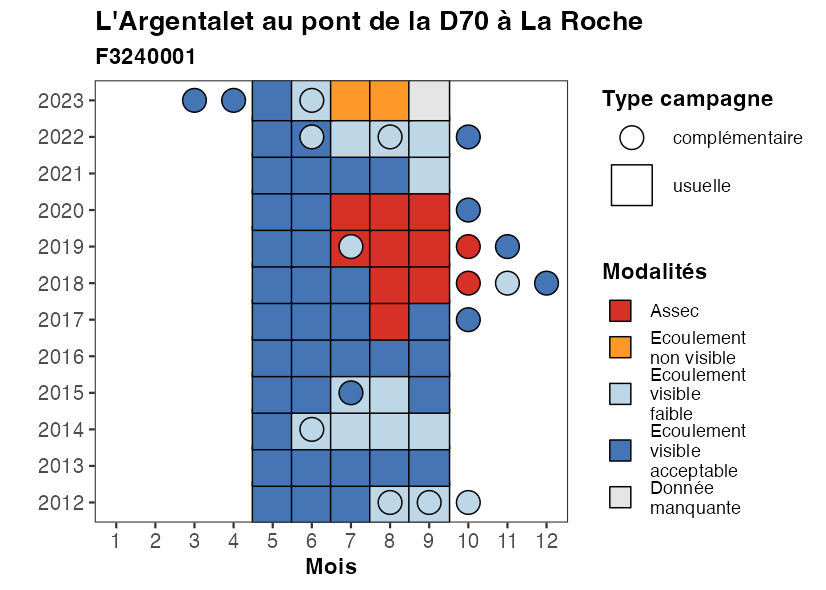 L'Argentalet au pont de la D70 à La Roche
F3240001
2023
2022
2021
2020
2019
2018
2017
2016
2015
2014
2013
2012
1 2 3 4 5 6 7 8 9 10 11 12
Mois
Type campagne
complémentaire
usuelle
Modalités
Assec
Ecoulement
non visible
Ecoulement
visible
faible
Ecoulement
visible
acceptable
Donnée
manquante